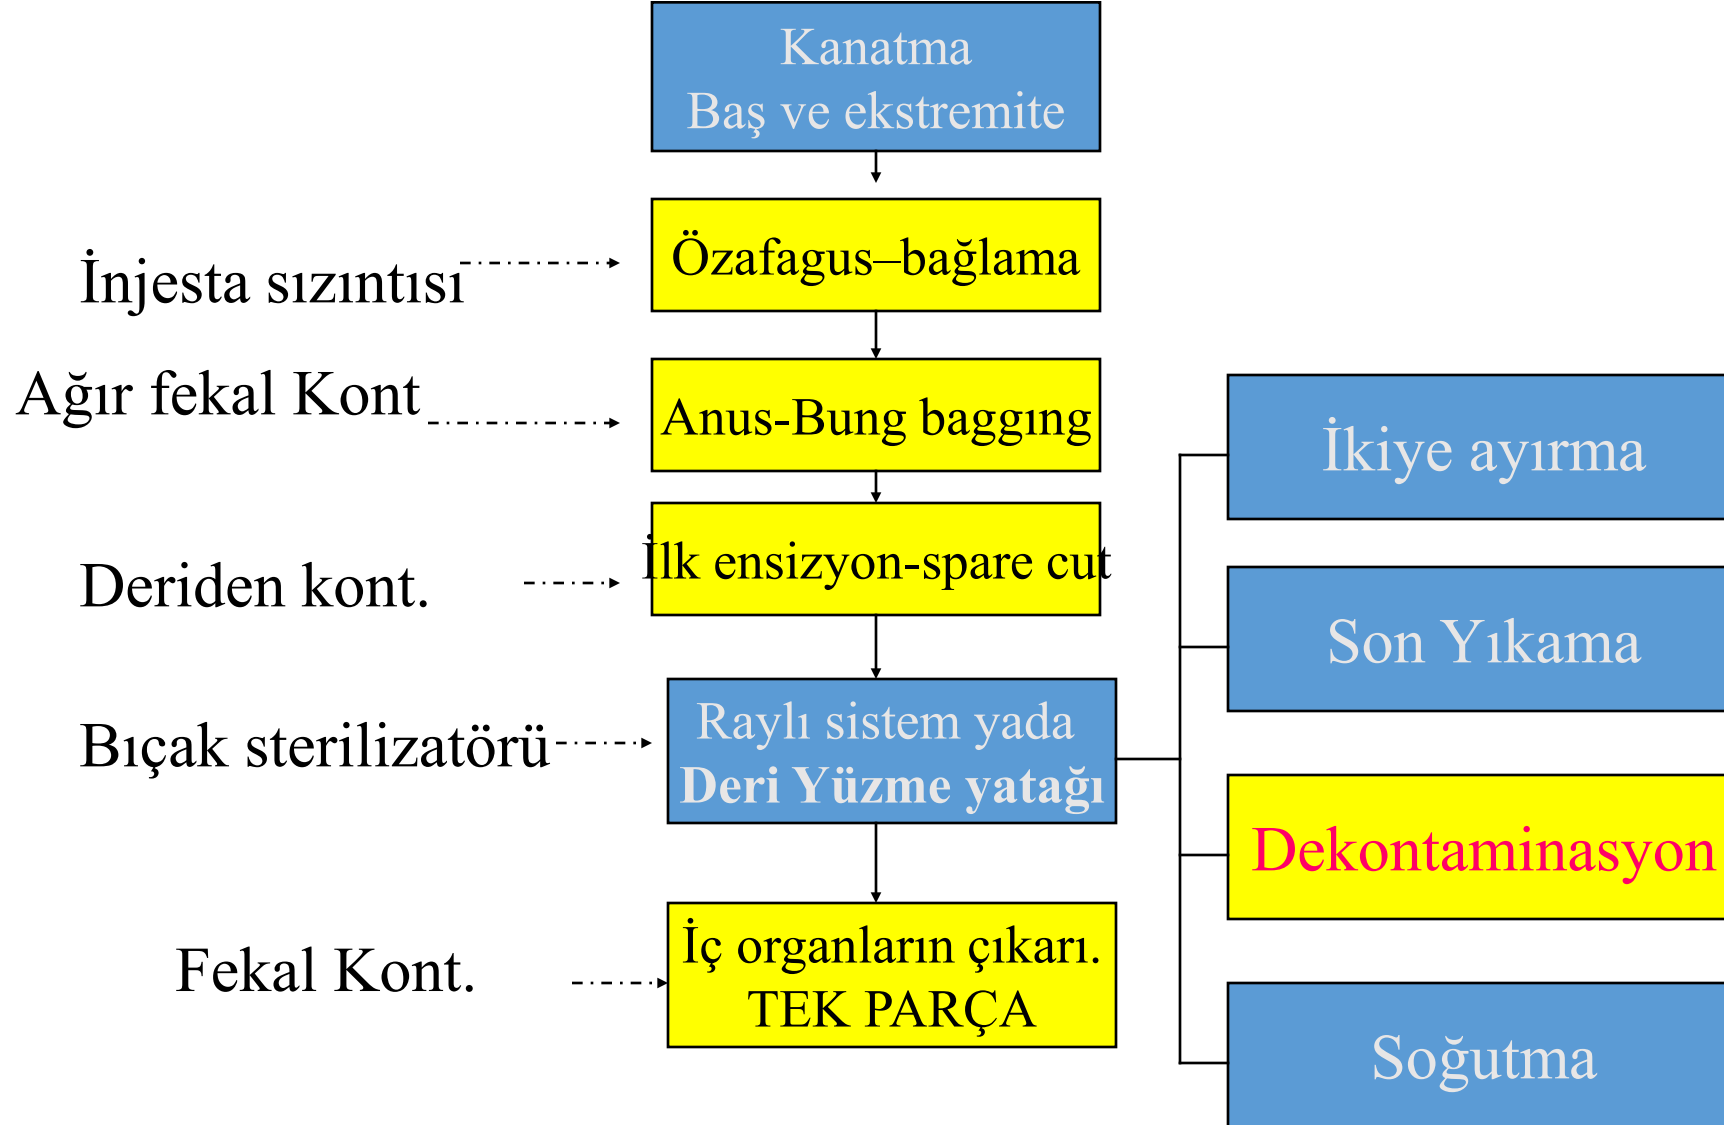 Kanatma
Baş ve ekstremite
İnjesta sızıntısı
Özafagus–bağlama
Ağır fekal Kont
Anus-Bung baggıng
Deriden kont.
İlk ensizyon-spare cut
Bıçak sterilizatörü
Raylı sistem yada
Deri Yüzme yatağı
Fekal Kont.
İç organların çıkarı.
TEK PARÇA
İkiye ayırma
Son Yıkama
Dekontaminasyon
Soğutma